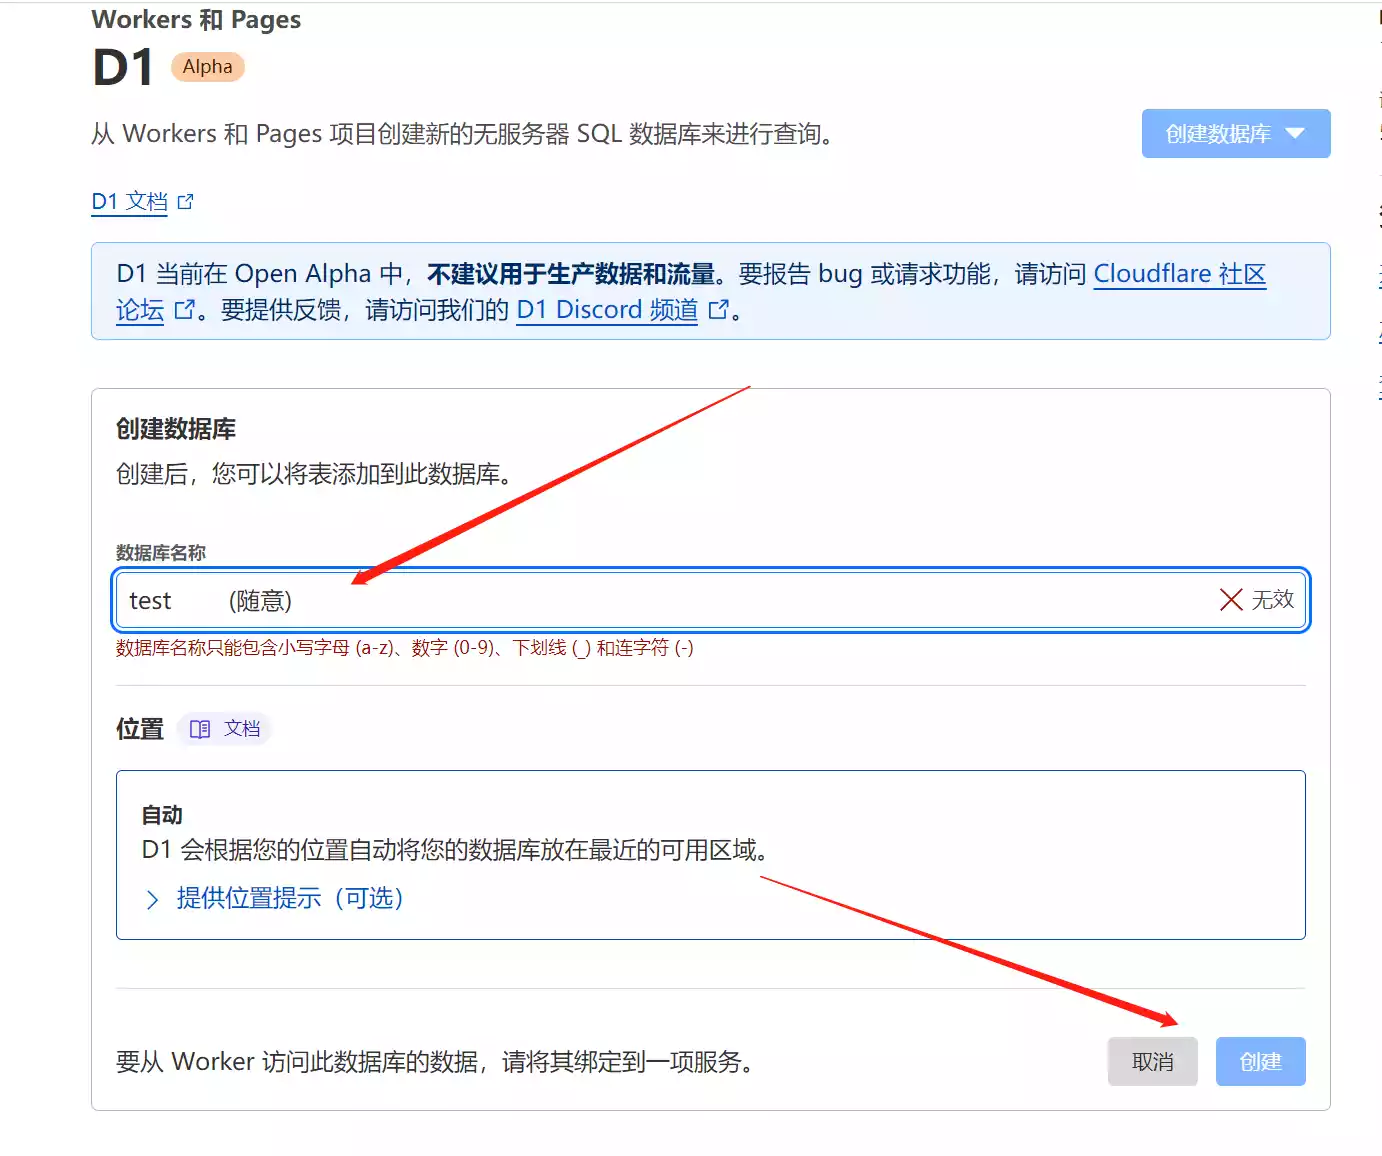 Workers 和 Pages
D1 Alpha
从 Workers 和 Pages 项目创建新的无服务器 SQL 数据库来进行查询。
创建数据库
D1 文档
D1 当前在 Open Alpha 中，不建议用于生产数据和流量。要报告 bug 或请求功能，请访问 Cloudflare 社区
论坛。要提供反馈，请访问我们的 D1 Discord 频道。
创建数据库
创建后，您可以将表添加到此数据库。
数据库名称
test (随意) 无效
数据库名称只能包含小写字母 (a-z)、数字 (0-9)、下划线 (_) 和连字符 (-)
位置 文档
自动
D1 会根据您的位置自动将您的数据库放在最近的可用区域。
提供位置提示（可选）
要从 Worker 访问此数据库的数据，请将其绑定到一项服务。
取消 创建